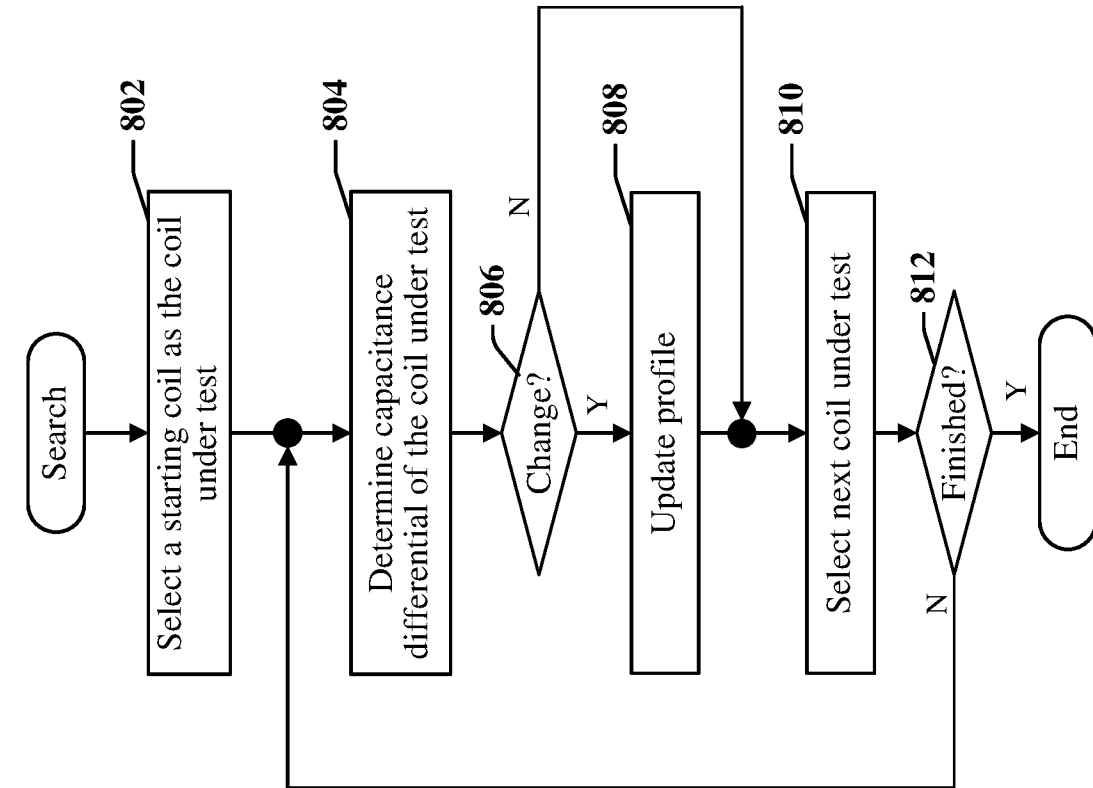 Search
802
Select a starting coil as the coil
under test
804
Determine capacitance
differential of the coil under test
806
Change?
N
Y
808
Update profile
810
Select next coil under test
812
Finished?
N
Y
End